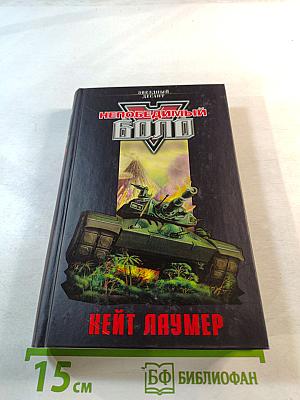 ЗВЕЗДНЫЙ
ДЕСАНТ
НЕПОБЕДИМЫЙ
БОЛО
КЕЙТ ЛАУМЕР
15 см
БФ БИБЛИОФАН